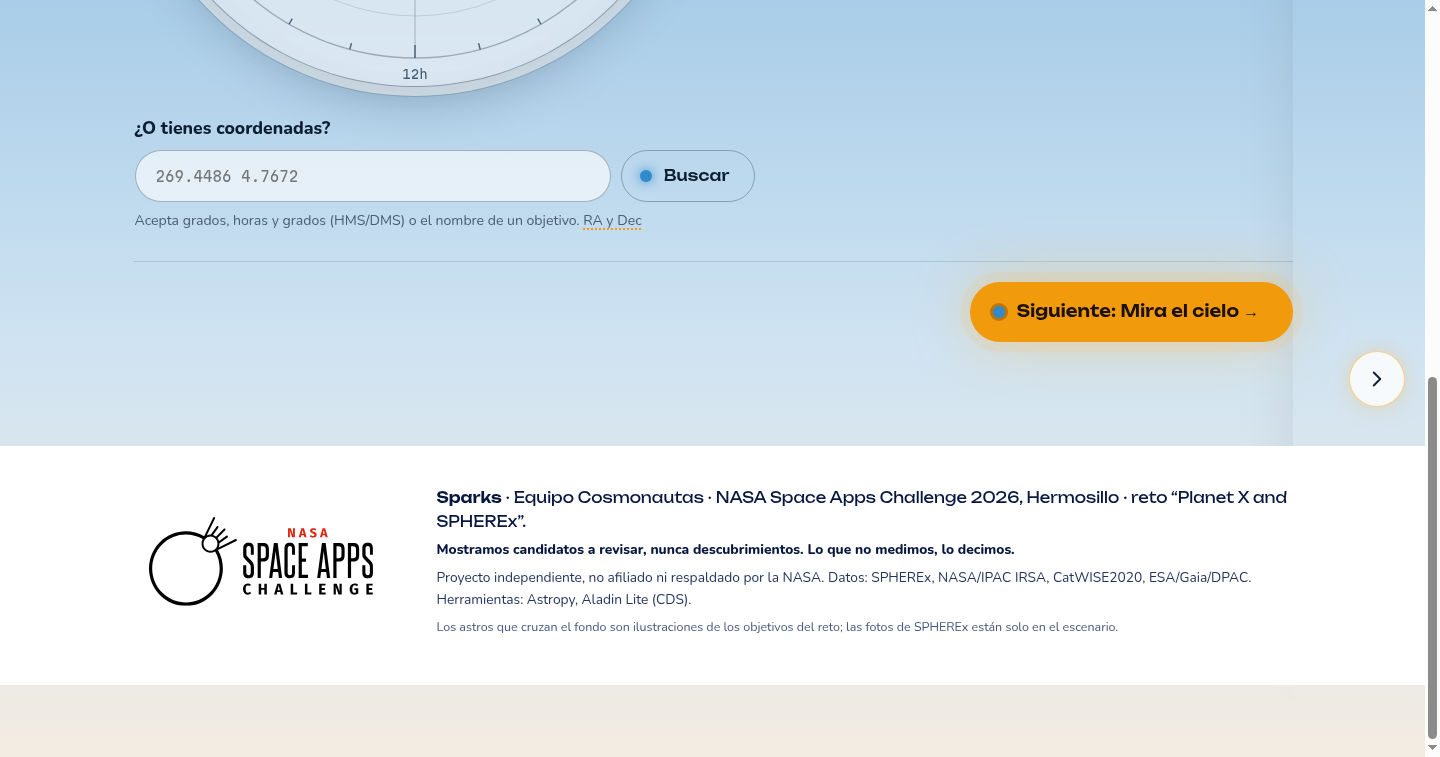 12h
¿O tienes coordenadas?
269.4486 4.7672
Buscar
Acepta grados, horas y grados (HMS/DMS) o el nombre de un objetivo. RA y Dec
Siguiente: Mira el cielo →
NASA
SPACE APPS
CHALLENGE
Sparks · Equipo Cosmonautas · NASA Space Apps Challenge 2026, Hermosillo · reto “Planet X and
SPHEREx”.
Mostramos candidatos a revisar, nunca descubrimientos. Lo que no medimos, lo decimos.
Proyecto independiente, no afiliado ni respaldado por la NASA. Datos: SPHEREx, NASA/IPAC IRSA, CatWISE2020, ESA/Gaia/DPAC.
Herramientas: Astropy, Aladin Lite (CDS).
Los astros que cruzan el fondo son ilustraciones de los objetivos del reto; las fotos de SPHEREx están solo en el escenario.